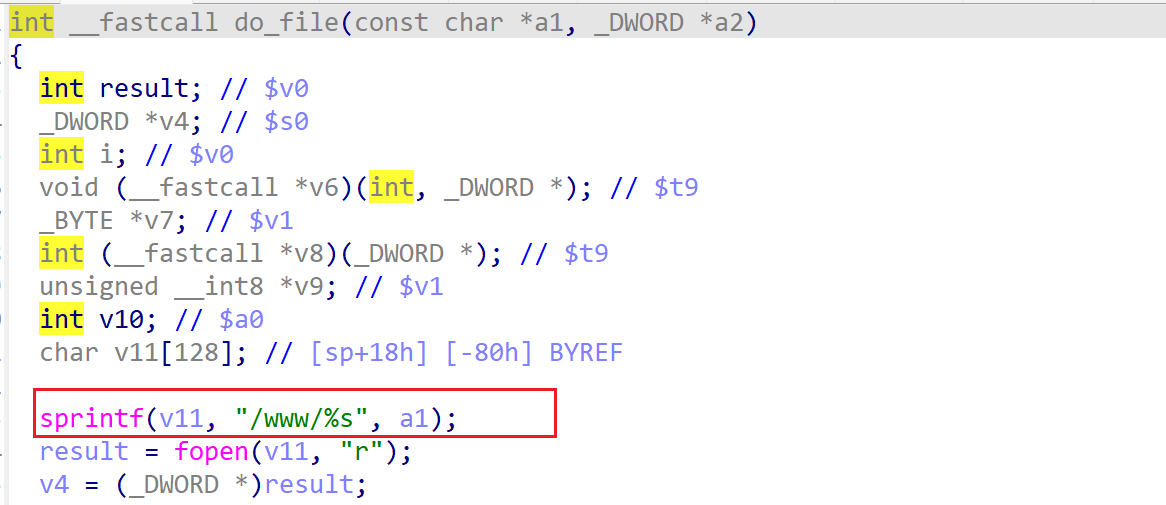 int __fastcall do_file(const char *a1, _DWORD *a2)
{
int result; // $v0
_DWORD *v4; // $s0
int i; // $v0
void (__fastcall *v6)(int, _DWORD *); // $t9
_BYTE *v7; // $v1
int (__fastcall *v8)(_DWORD *); // $t9
unsigned __int8 *v9; // $v1
int v10; // $a0
char v11[128]; // [sp+18h] [-80h] BYREF
sprintf(v11, "/www/%s", a1);
result = fopen(v11, "r");
v4 = (_DWORD *)result;